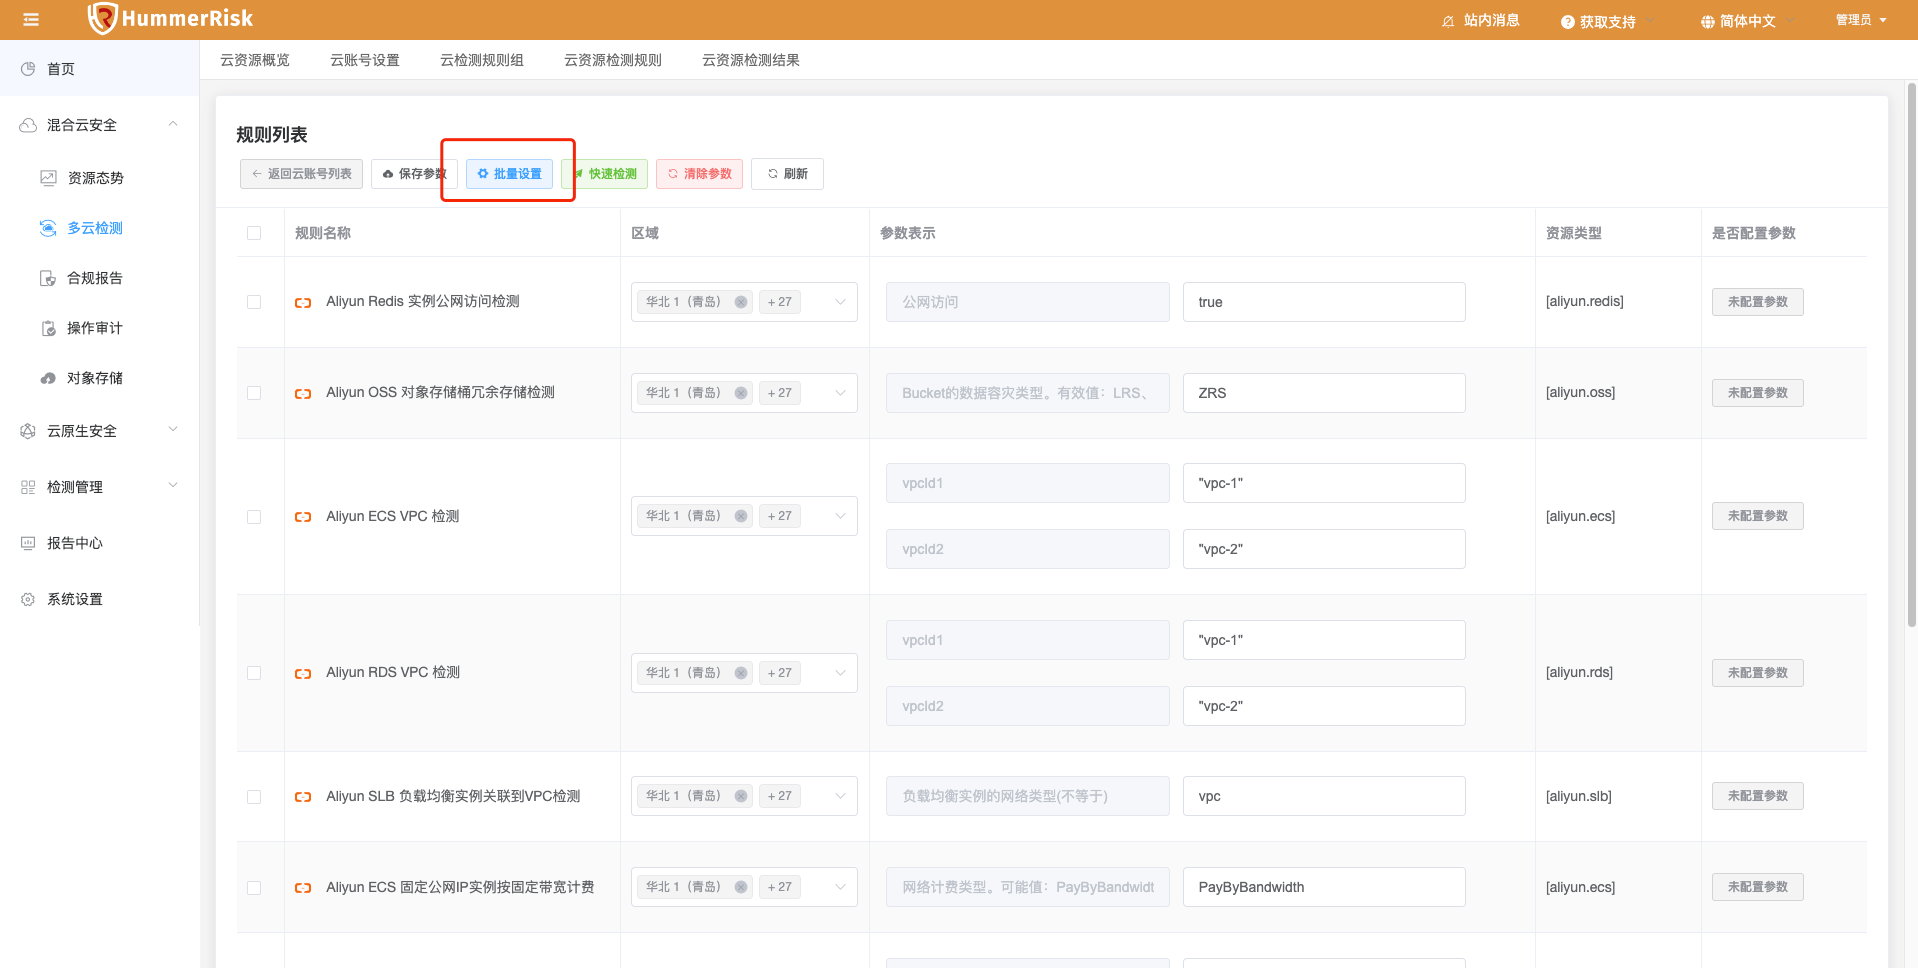 HummerRisk
站内消息
获取支持
简体中文
管理员
首页
混合云安全
资源态势
多云检测
合规报告
操作审计
对象存储
云原生安全
检测管理
报告中心
系统设置
云资源概览 云账号设置 云检测规则组 云资源检测规则 云资源检测结果
规则列表
返回云账号列表 保存参数 批量设置 快速检测 清除参数 刷新
规则名称 区域 参数表示 资源类型 是否配置参数
Aliyun Redis 实例公网访问检测 华北 1（青岛） + 27 公网访问 true [aliyun.redis] 未配置参数
Aliyun OSS 对象存储桶冗余存储检测 华北 1（青岛） + 27 Bucket的数据容灾类型。有效值：LRS、 ZRS [aliyun.oss] 未配置参数
Aliyun ECS VPC 检测 华北 1（青岛） + 27 vpcId1 "vpc-1" [aliyun.ecs] 未配置参数
vpcId2 "vpc-2"
Aliyun RDS VPC 检测 华北 1（青岛） + 27 vpcId1 "vpc-1" [aliyun.rds] 未配置参数
vpcId2 "vpc-2"
Aliyun SLB 负载均衡实例关联到VPC检测 华北 1（青岛） + 27 负载均衡实例的网络类型(不等于) vpc [aliyun.slb] 未配置参数
Aliyun ECS 固定公网IP实例按固定带宽计费 华北 1（青岛） + 27 网络计费类型。可能值：PayByBandwidt PayByBandwidth [aliyun.ecs] 未配置参数